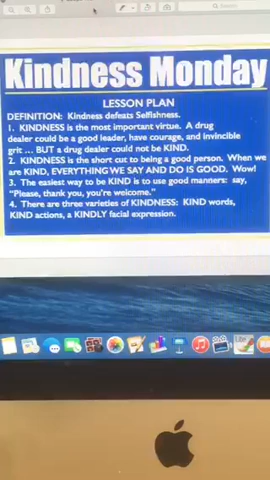 Search
Kindness Monday
LESSON PLAN
DEFINITION: Kindness defeats Selfishness.
1. KINDNESS is the most important virtue. A drug
dealer could be a good leader, have courage, and invincible
grit ... BUT a drug dealer could not be KIND.
2. KINDNESS is the short cut to being a good person. When we
are KIND, EVERYTHING WE SAY AND DO IS GOOD. Wow!
3. The easiest way to be KIND is to use good manners: say,
"Please, thank you, you're welcome."
4. There are three varieties of KINDNESS: KIND words,
KIND actions, a KINDLY facial expression.